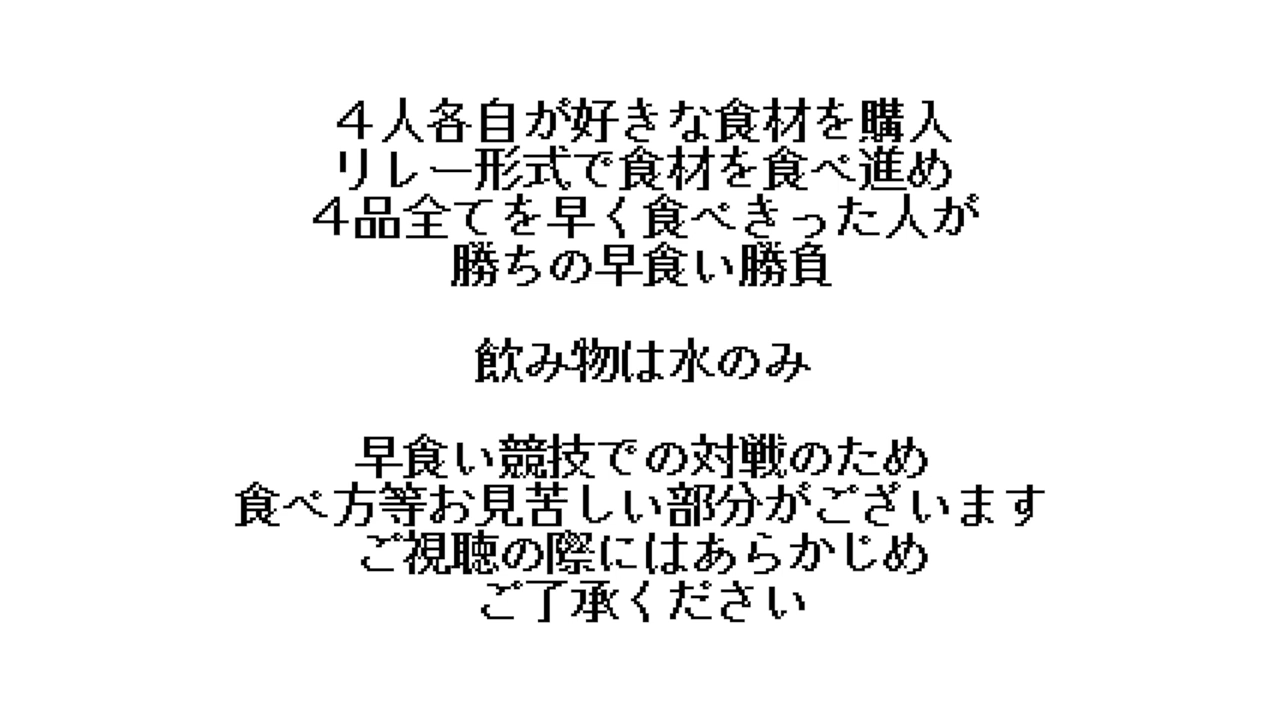 ４人各自が好きな食材を購入
リレー形式で食材を食べ進め
４品全てを早く食べきった人が
勝ちの早食い勝負
飲み物は水のみ
早食い競技での対戦のため
食べ方等お見苦しい部分がございます
ご視聴の際にはあらかじめ
ご了承ください